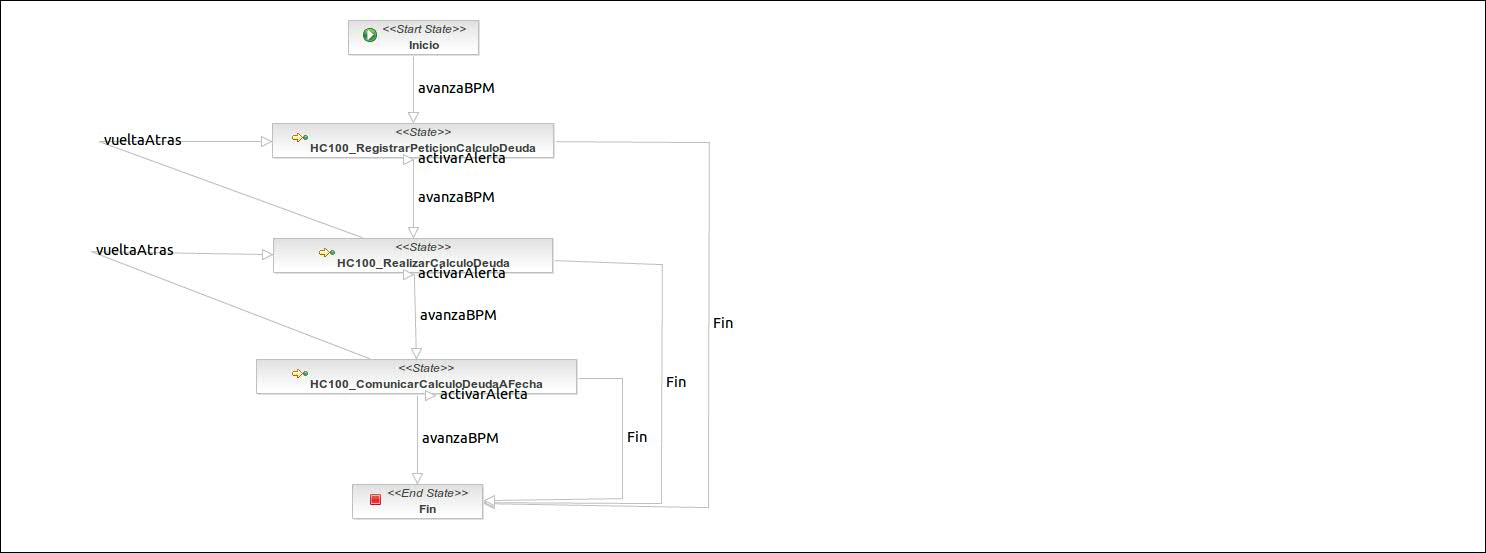 <<Start State>>
Inicio
avanzaBPM
<<State>>
HC100_RegistrarPeticionCalculoDeuda
vueltaAtras
activarAlerta
avanzaBPM
<<State>>
HC100_RealizarCalculoDeuda
vueltaAtras
activarAlerta
avanzaBPM
Fin
<<State>>
HC100_ComunicarCalculoDeudaAFecha
Fin
activarAlerta
avanzaBPM
Fin
<<End State>>
Fin